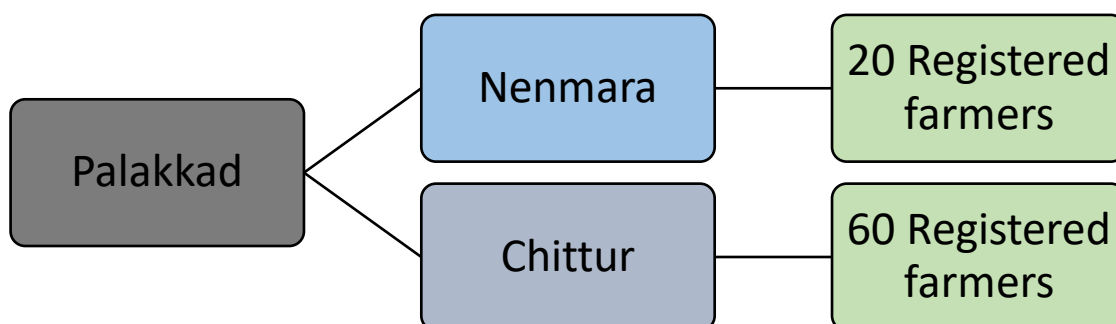 Palakkad
Nenmara
20 Registered
farmers
Chittur
60 Registered
farmers